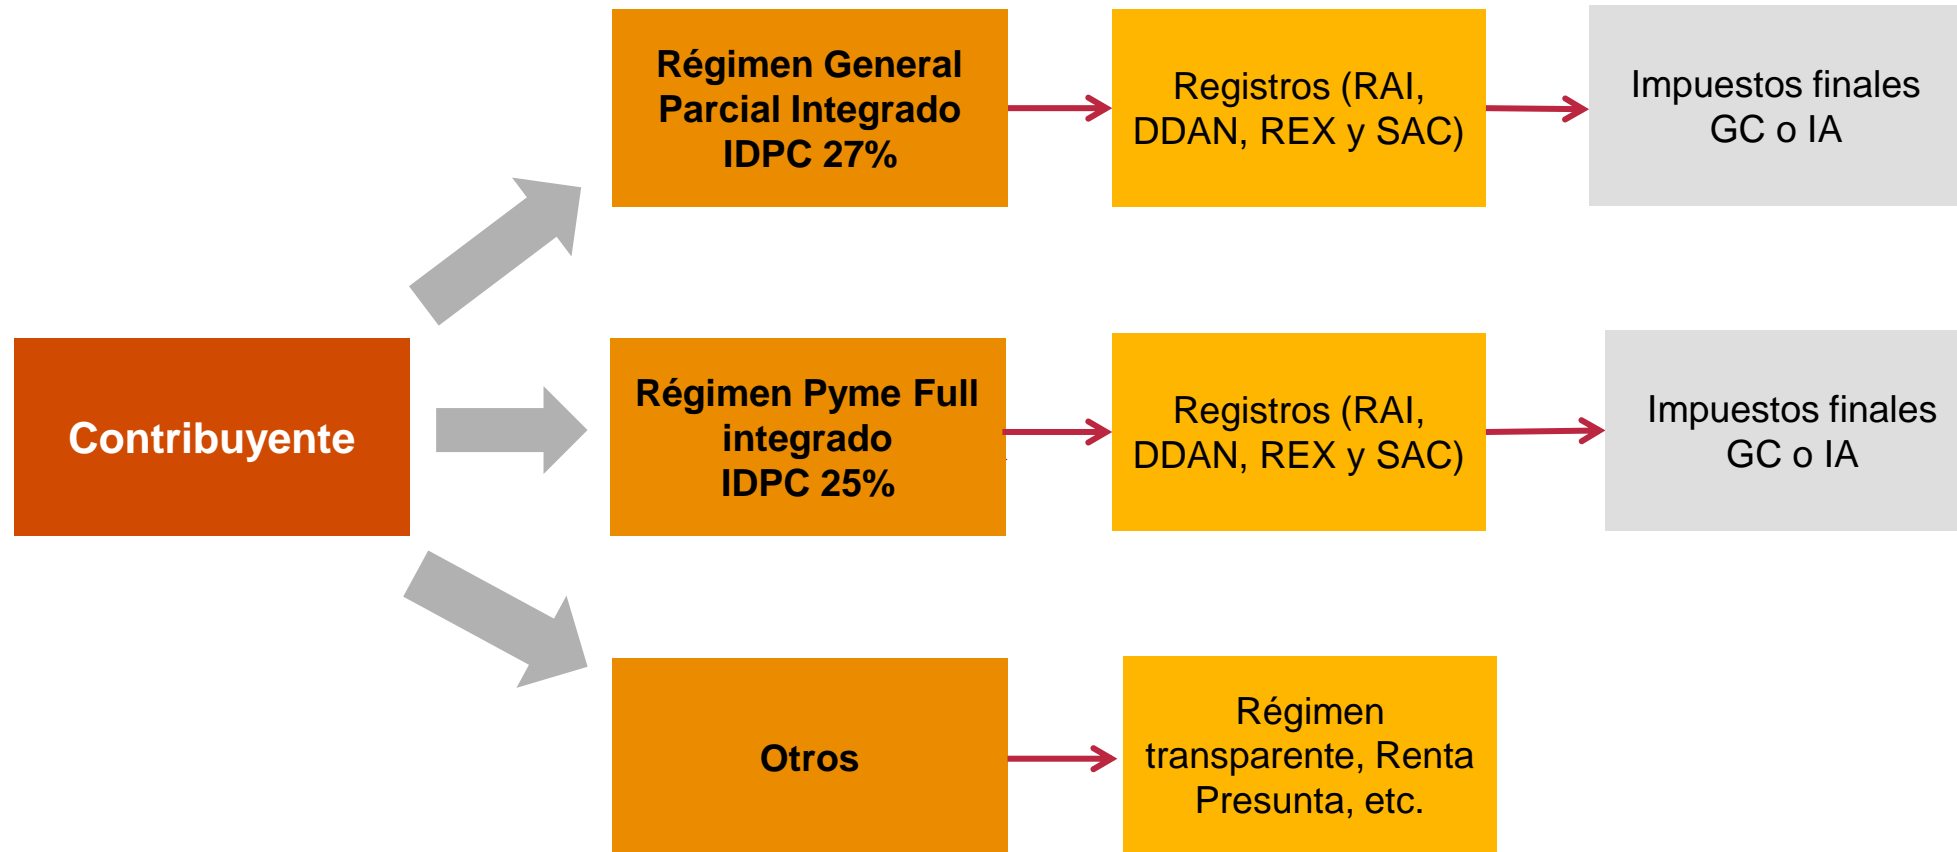 Régimen General
Parcial Integrado
IDPC 27%
Registros (RAI,
DDAN, REX y SAC)
Impuestos finales
GC o IA
Contribuyente
Régimen Pyme Full
integrado
IDPC 25%
Registros (RAI,
DDAN, REX y SAC)
Impuestos finales
GC o IA
Otros
Régimen
transparente, Renta
Presunta, etc.